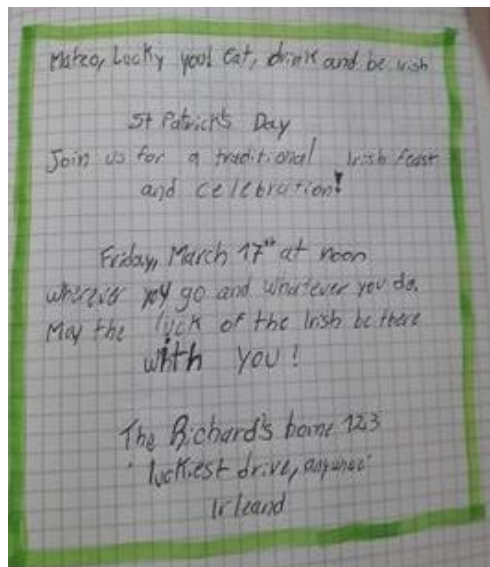 Mateo, Lucky you! Eat, drink and be irish
St Patrick's Day
Join us for a traditional Irish feast
and celebration!
Friday, March 17th at noon
wherever you go and whatever you do.
May the luck of the Irish be there
with you!
The Richard's home 123
luckiest drive,
Irleand